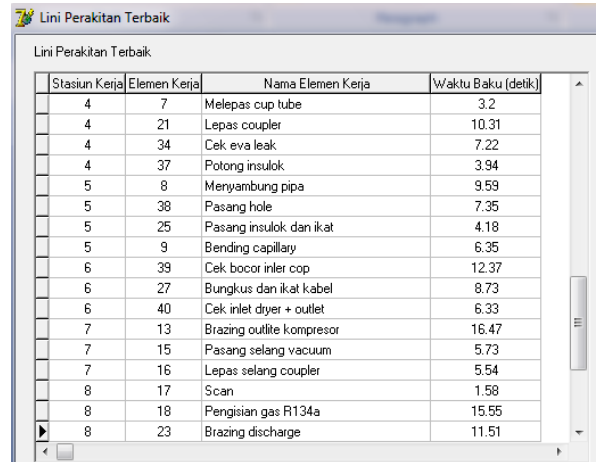 Lini Perakitan Terbaik
Lini Perakitan Terbaik
Stasiun Kerja Elemen Kerja Nama Elemen Kerja Waktu Baku (detik)
4 7 Melepas cup tube 3.2
4 21 Lepas coupler 10.31
4 34 Cek eva leak 7.22
4 37 Potong insulok 3.94
5 8 Menyambung pipa 9.59
5 38 Pasang hole 7.35
5 25 Pasang insulok dan ikat 4.18
5 9 Bending capillary 6.35
6 39 Cek bocor inler cop 12.37
6 27 Bungkus dan ikat kabel 8.73
6 40 Cek inlet dryer + outlet 6.33
7 13 Brazing outlite kompresor 16.47
7 15 Pasang selang vacuum 5.73
7 16 Lepas selang coupler 5.54
8 17 Scan 1.58
8 18 Pengisian gas R134a 15.55
8 23 Brazing discharge 11.51